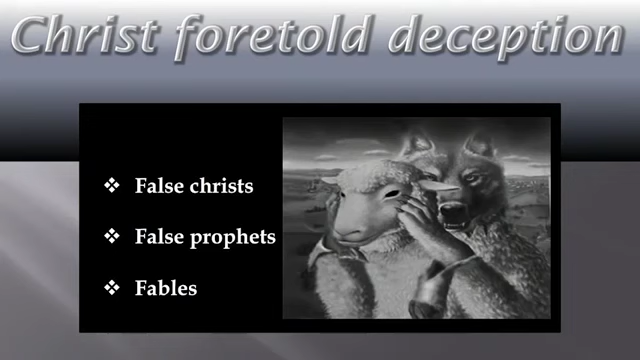 Christ foretold deception
❖ False christs
❖ False prophets
❖ Fables